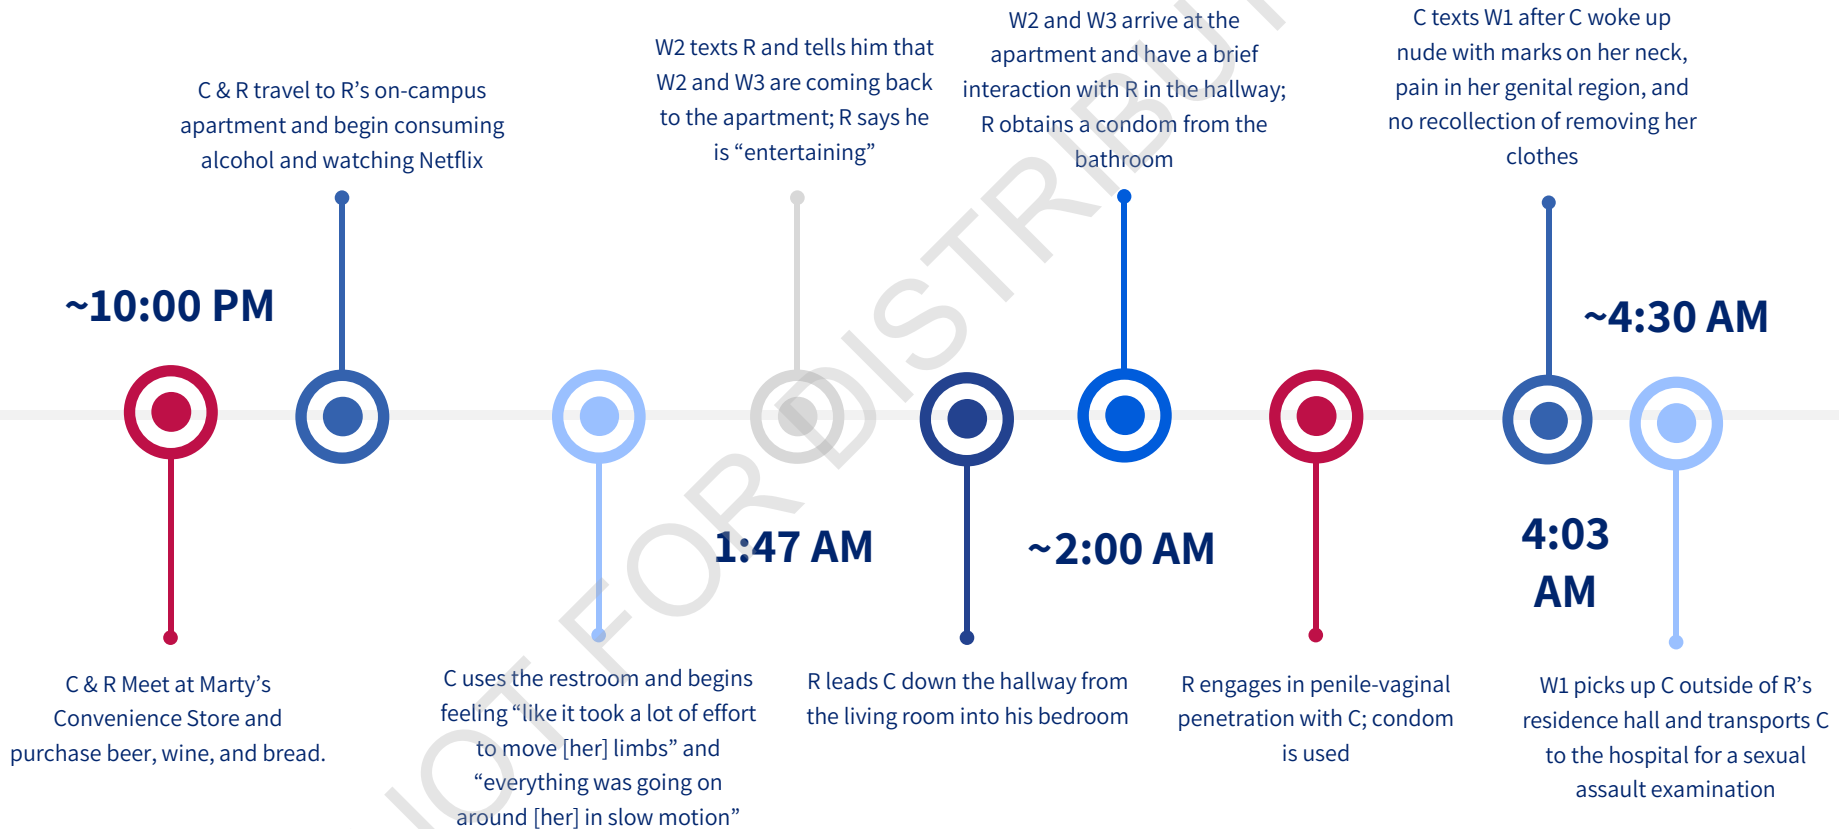 ~10:00 PM
C & R Meet at Marty’s
Convenience Store and
purchase beer, wine, and bread.
C & R travel to R’s on-campus
apartment and begin consuming
alcohol and watching Netflix
C uses the restroom and begins
feeling “like it took a lot of effort
to move [her] limbs” and
“everything was going on
around [her] in slow motion”
W2 texts R and tells him that
W2 and W3 are coming back
to the apartment; R says he
is “entertaining”
1:47 AM
R leads C down the hallway from
the living room into his bedroom
W2 and W3 arrive at the
apartment and have a brief
interaction with R in the hallway;
R obtains a condom from the
bathroom
~2:00 AM
R engages in penile-vaginal
penetration with C; condom
is used
C texts W1 after C woke up
nude with marks on her neck,
pain in her genital region, and
no recollection of removing her
clothes
4:03
AM
~4:30 AM
W1 picks up C outside of R’s
residence hall and transports C
to the hospital for a sexual
assault examination
OT FOR DISTRIBUT